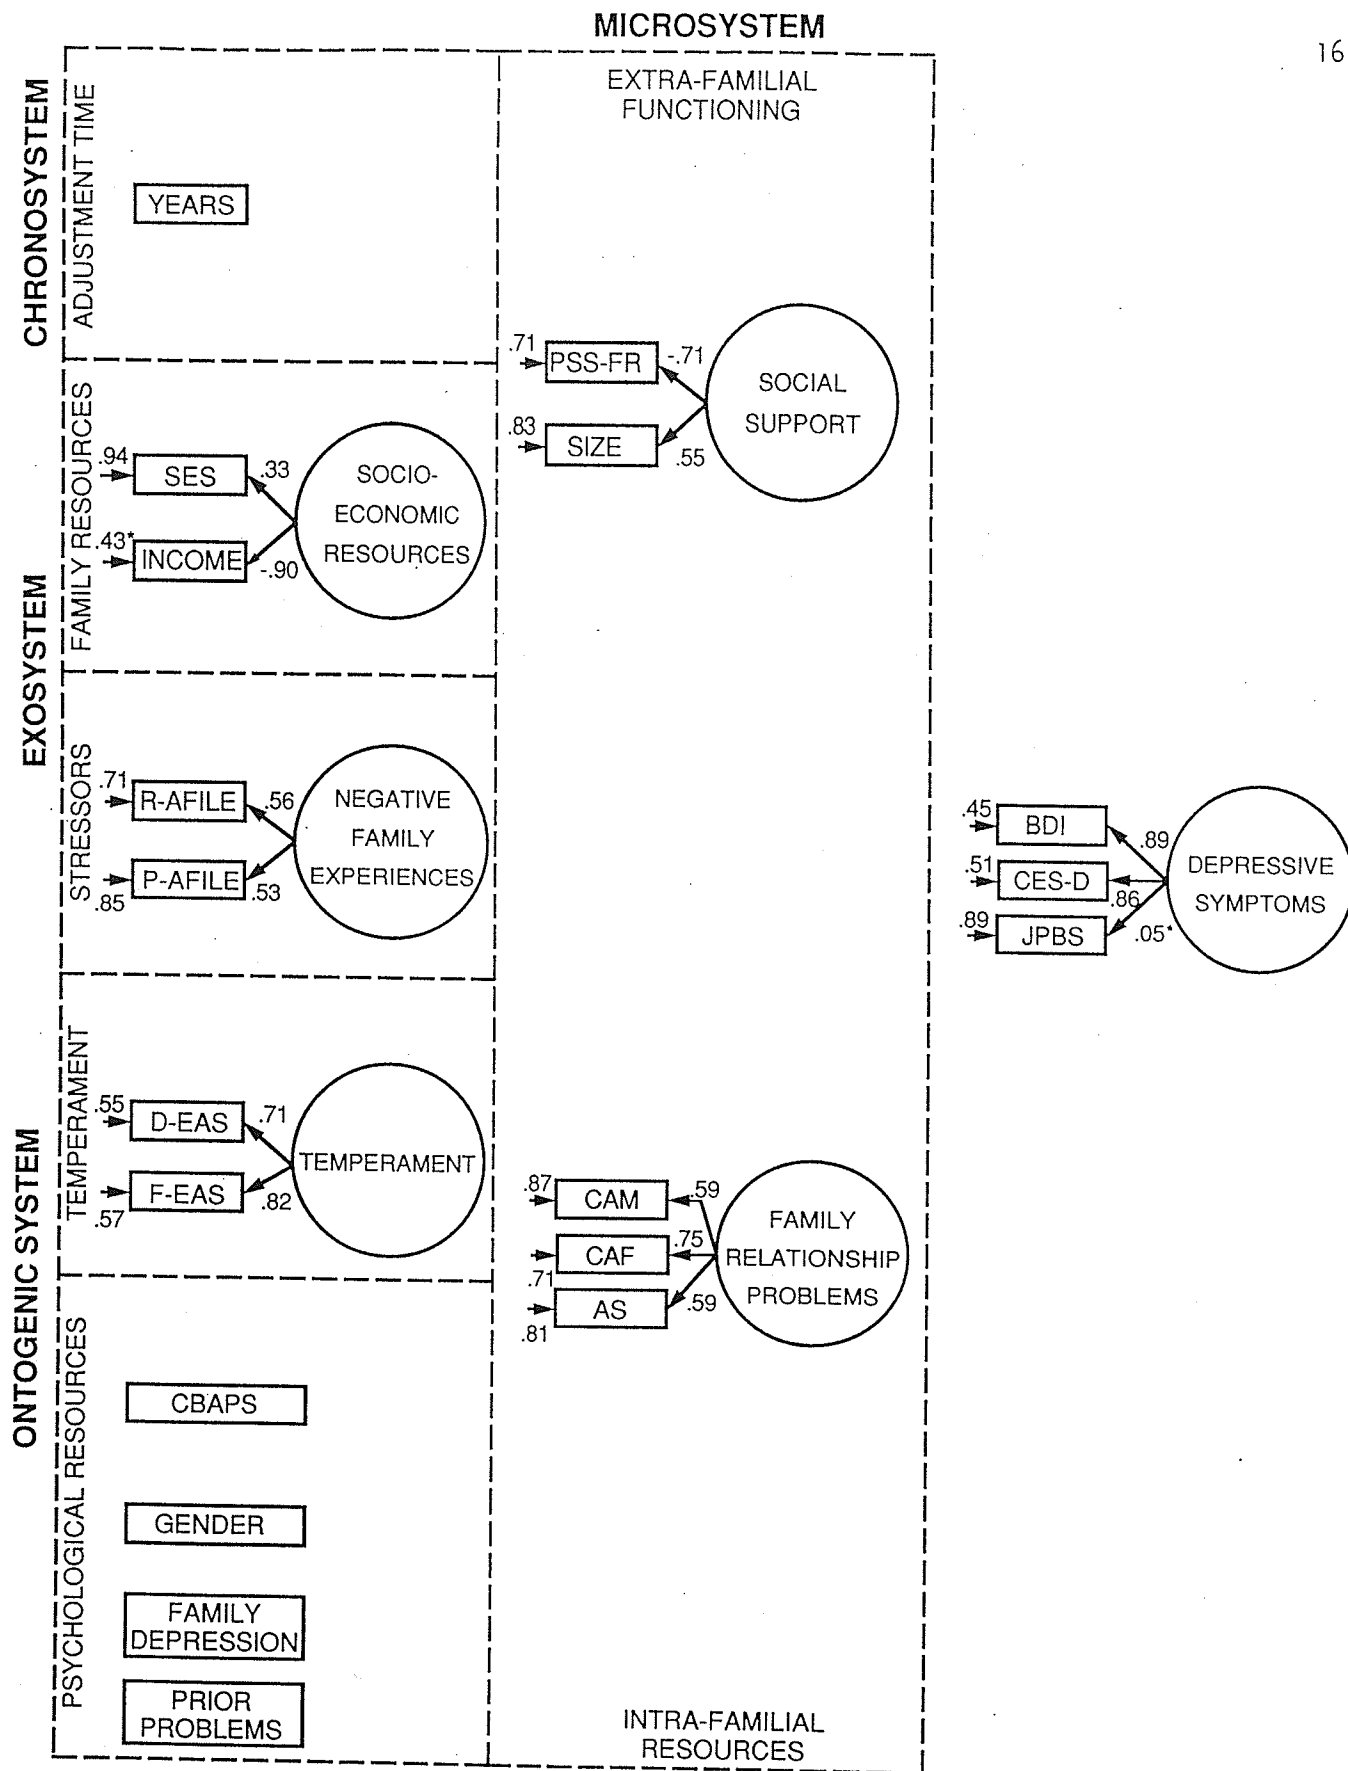 MICROSYSTEM
16
CHRONOSYSTEM
ADJUSTMENT TIME
YEARS
EXTRA-FAMILIAL
FUNCTIONING
.71
PSS-FR
-.71
.83
SIZE
.55
SOCIAL
SUPPORT
EXOSYSTEM
FAMILY RESOURCES
.94
SES
.33
.43*
INCOME
-.90
SOCIO-
ECONOMIC
RESOURCES
STRESSORS
.71
R-AFILE
.56
P-AFILE
.85
.53
NEGATIVE
FAMILY
EXPERIENCES
.45
BDI
.89
.51
CES-D
.86
.89
JPBS
.05*
DEPRESSIVE
SYMPTOMS
ONTOGENIC SYSTEM
TEMPERAMENT
.55
D-EAS
.71
F-EAS
.57
.82
TEMPERAMENT
.87
CAM
.59
CAF
.75
.71
AS
.59
.81
FAMILY
RELATIONSHIP
PROBLEMS
PSYCHOLOGICAL RESOURCES
CBAPS
GENDER
FAMILY
DEPRESSION
PRIOR
PROBLEMS
INTRA-FAMILIAL
RESOURCES